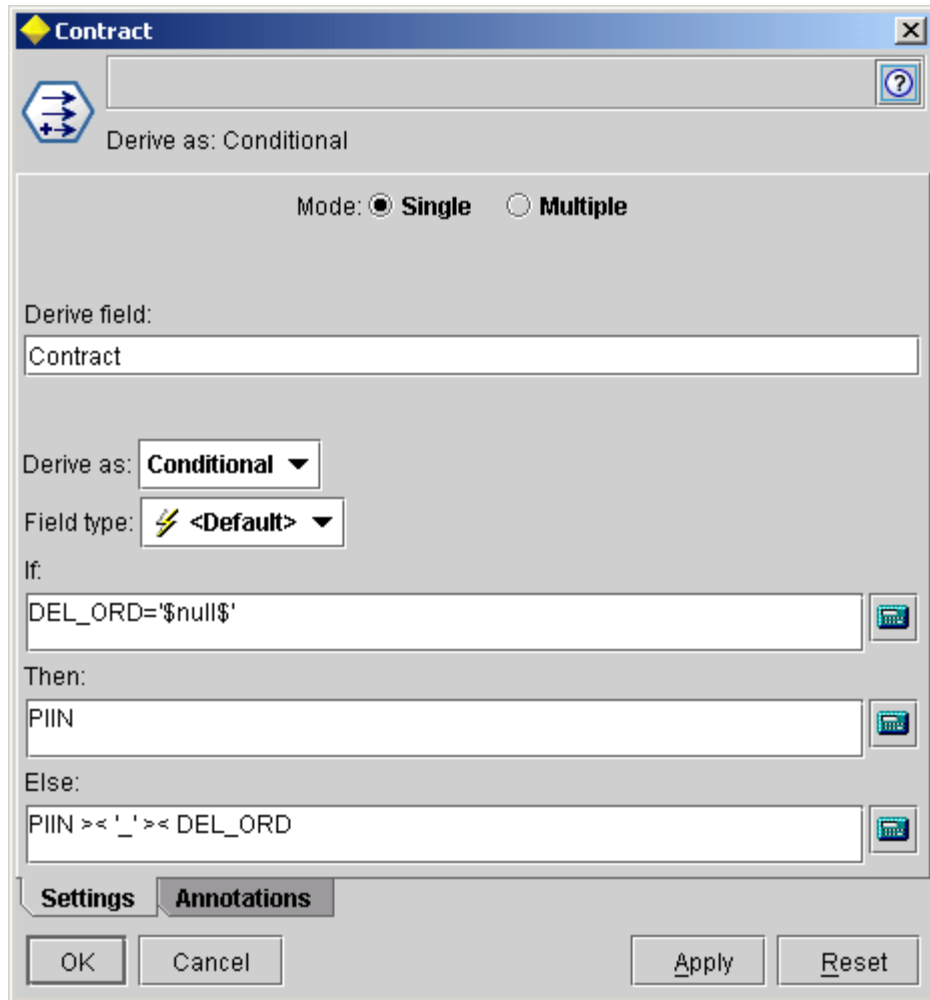 Contract
Derive as: Conditional
Mode: Single Multiple
Derive field:
Contract
Derive as: Conditional
Field type: <Default>
If:
DEL_ORD='$null$'
Then:
PIIN
Else:
PIIN >< '_' >< DEL_ORD
Settings Annotations
OK Cancel Apply Reset